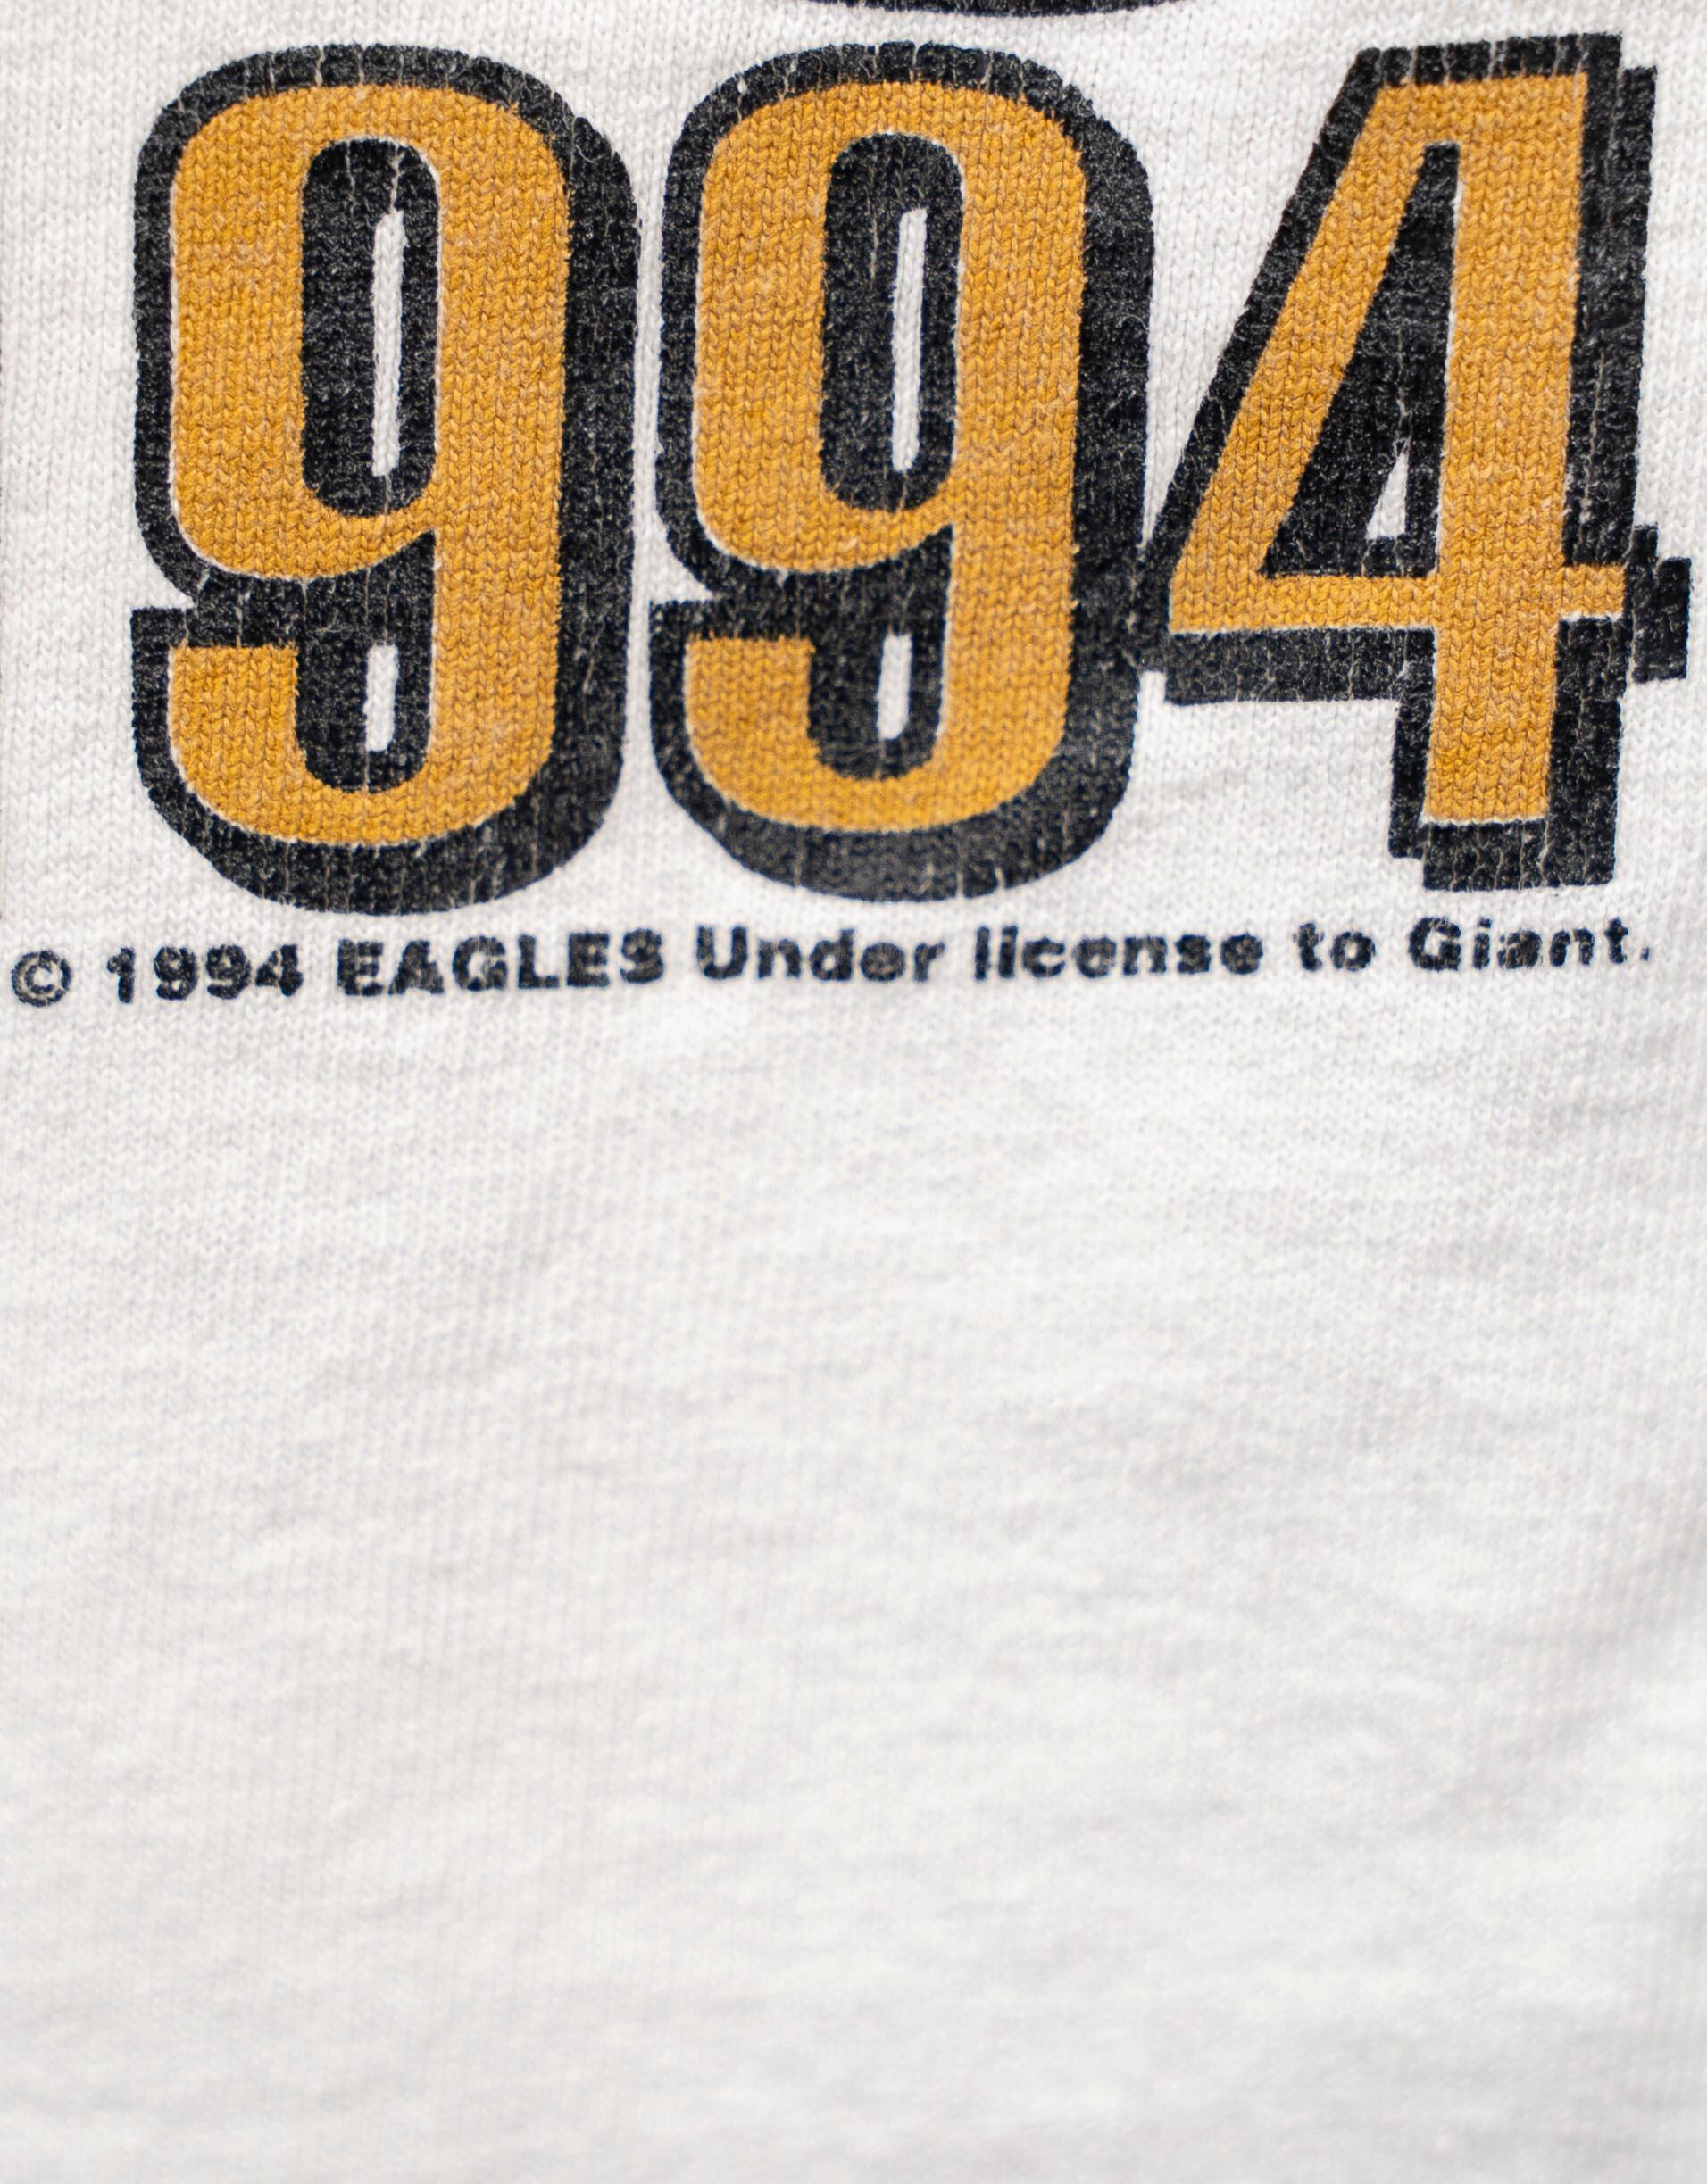 994
© 1994 EAGLES Under license to Giant.